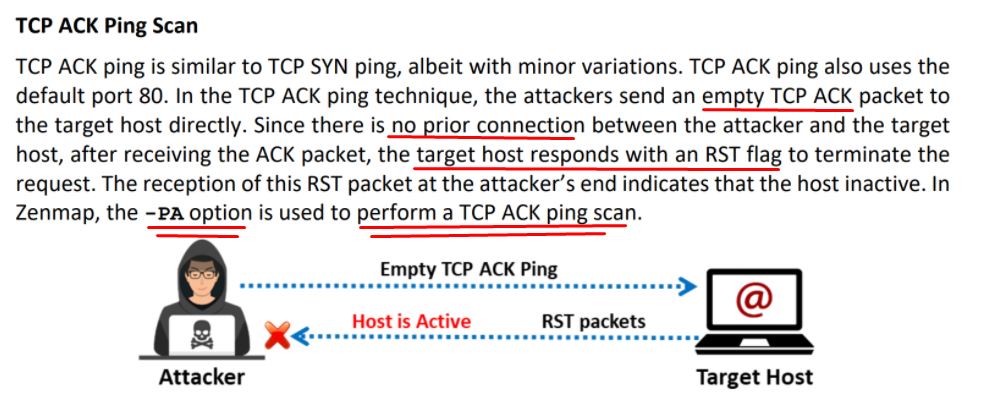 TCP ACK Ping Scan
TCP ACK ping is similar to TCP SYN ping, albeit with minor variations. TCP ACK ping also uses the
default port 80. In the TCP ACK ping technique, the attackers send an empty TCP ACK packet to
the target host directly. Since there is no prior connection between the attacker and the target
host, after receiving the ACK packet, the target host responds with an RST flag to terminate the
request. The reception of this RST packet at the attacker’s end indicates that the host inactive. In
Zenmap, the -PA option is used to perform a TCP ACK ping scan.
Empty TCP ACK Ping
@
Host is Active RST packets
Attacker Target Host